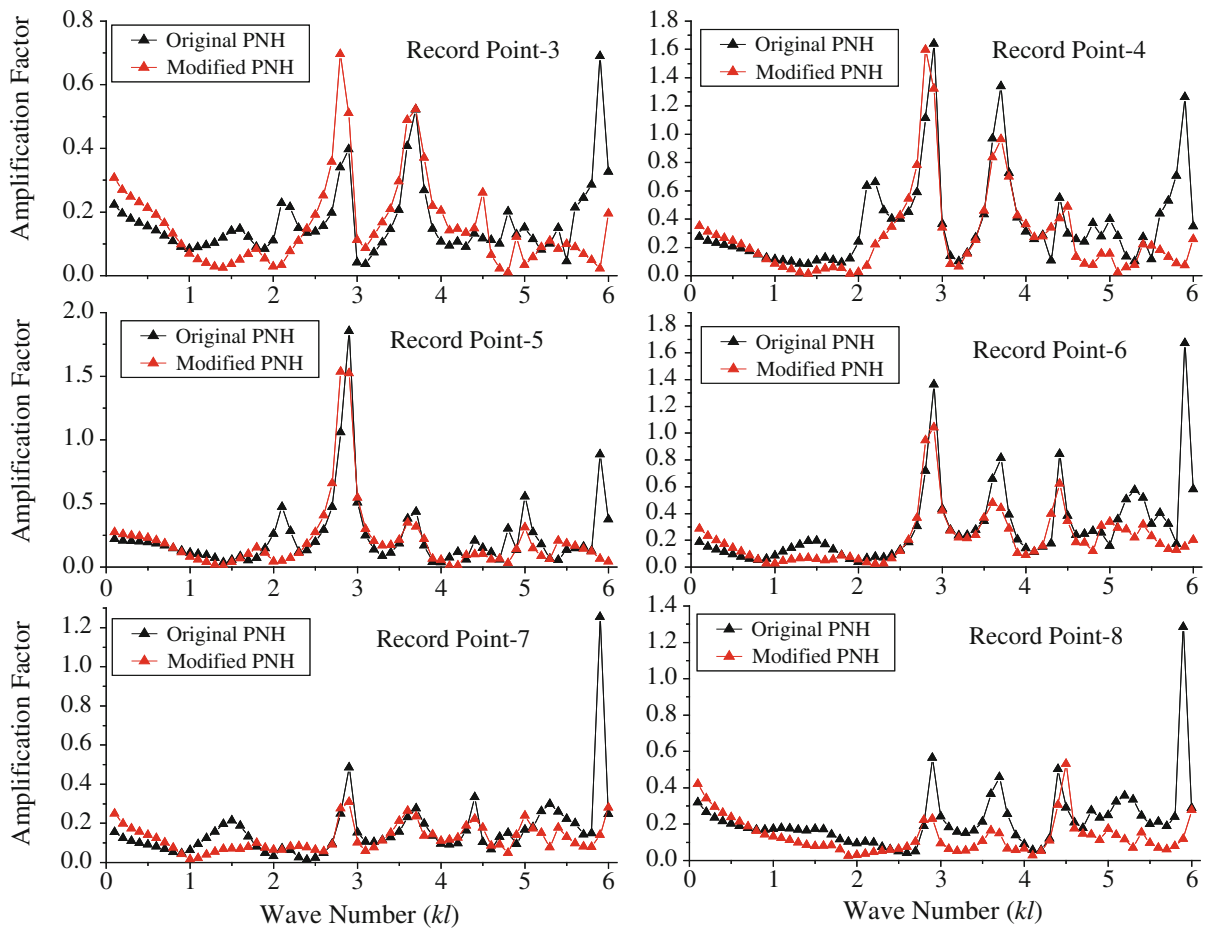 Amplification Factor
0.8
0.6
0.4
0.2
0.0
Original PNH
Modified PNH
Record Point-3
1 2 3 4 5 6
Amplification Factor
1.8
1.6
1.4
1.2
1.0
0.8
0.6
0.4
0.2
0.0
Original PNH
Modified PNH
Record Point-4
0 1 2 3 4 5 6
Amplification Factor
2.0
1.5
1.0
0.5
0.0
Original PNH
Modified PNH
Record Point-5
0 1 2 3 4 5 6
1.8
1.6
1.4
1.2
1.0
0.8
0.6
0.4
0.2
0.0
Original PNH
Modified PNH
Record Point-6
0 1 2 3 4 5 6
Amplification Factor
1.2
1.0
0.8
0.6
0.4
0.2
0.0
Original PNH
Modified PNH
Record Point-7
0 1 2 3 4 5 6
Wave Number (kl)
1.4
1.2
1.0
0.8
0.6
0.4
0.2
0.0
Original PNH
Modified PNH
Record Point-8
0 1 2 3 4 5 6
Wave Number (kl)